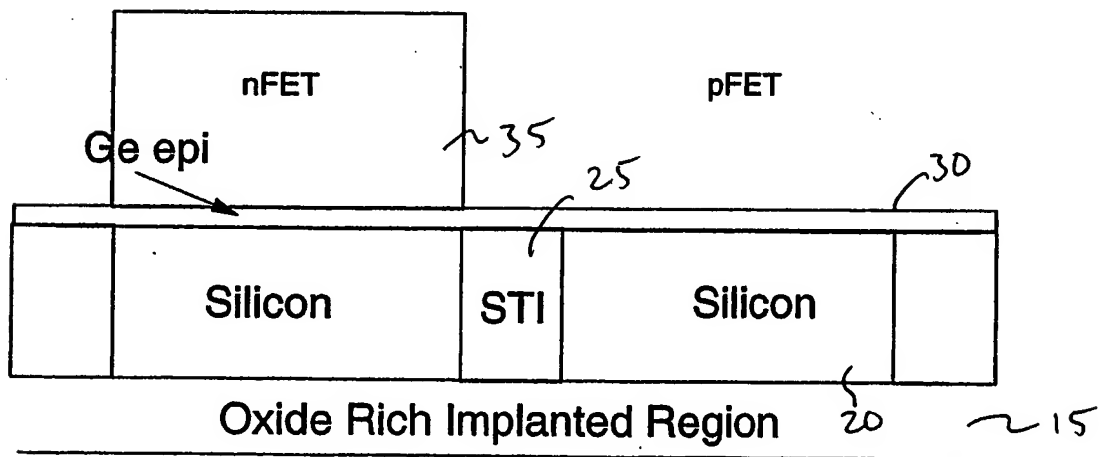 nFET
pFET
35
Ge epi
25
30
Silicon
STI
Silicon
Oxide Rich Implanted Region
20
15